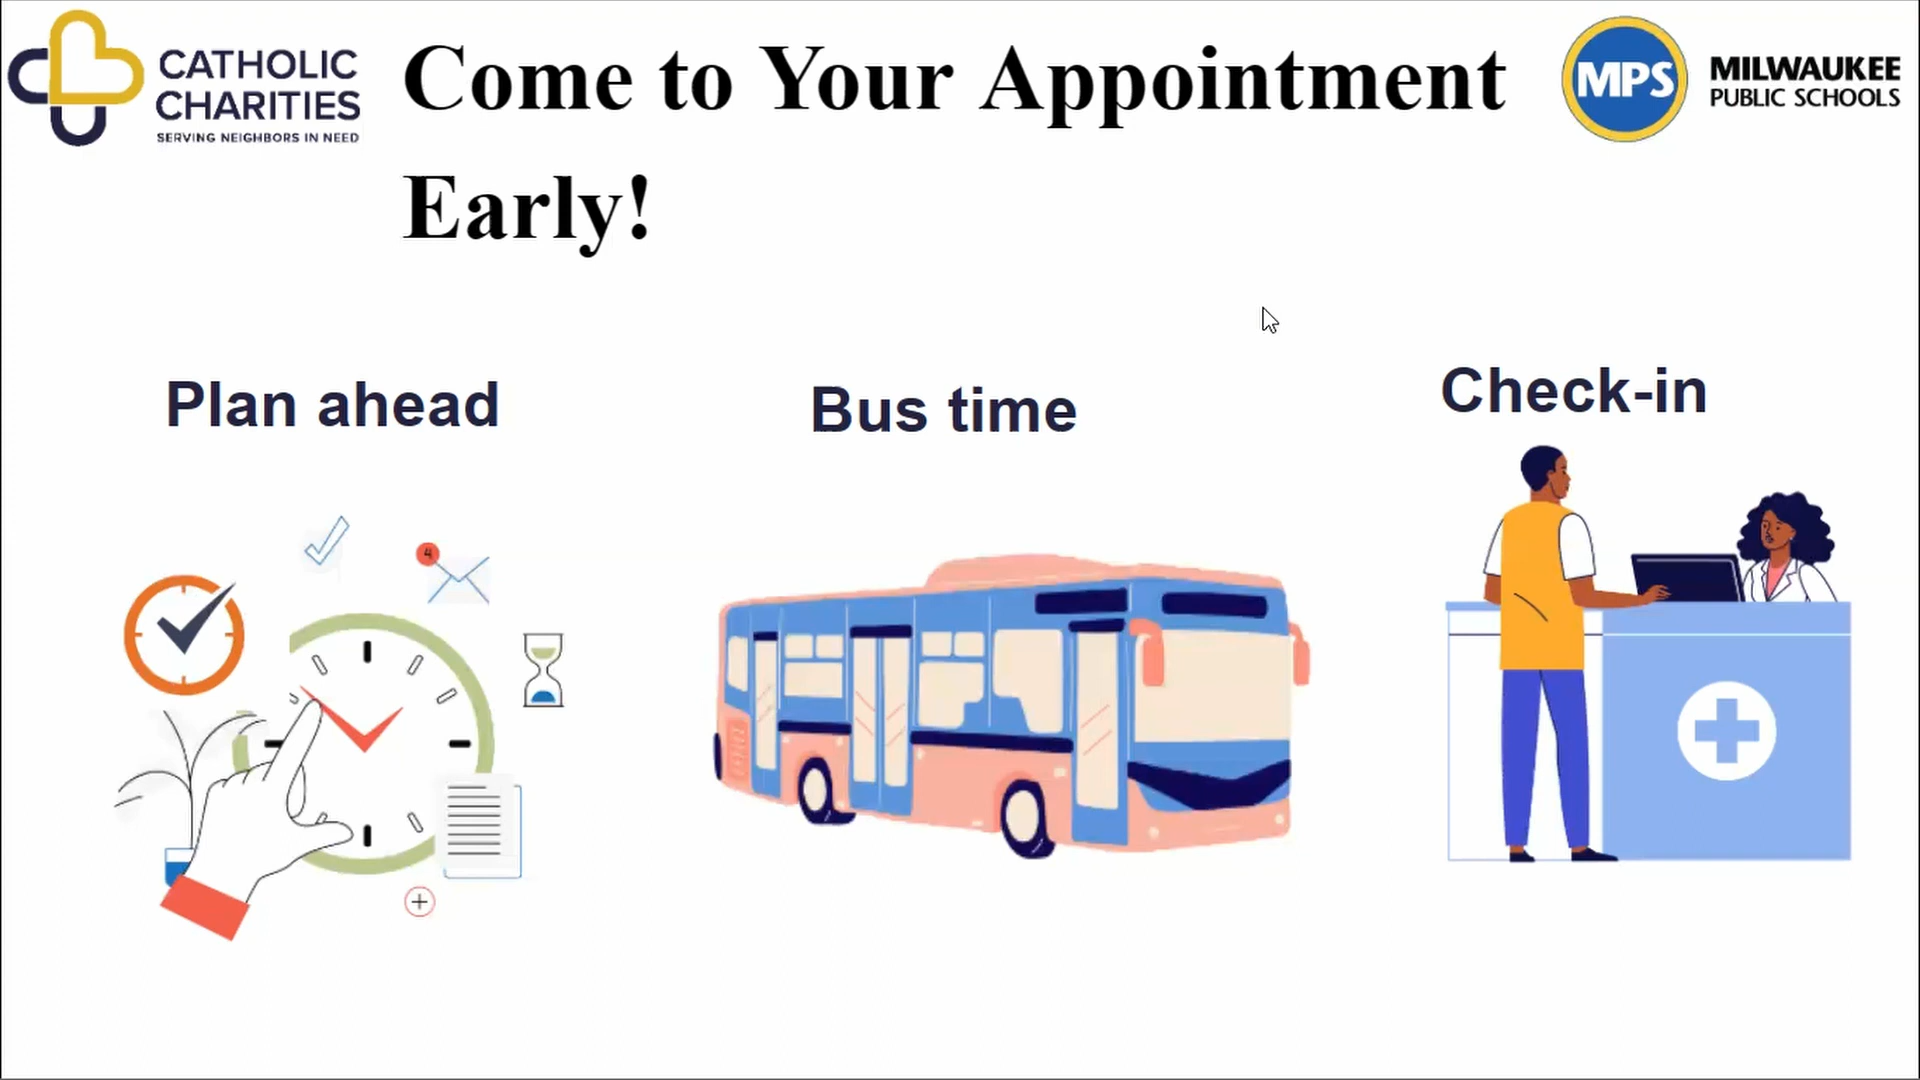 CATHOLIC
CHARITIES
SERVING NEIGHBORS IN NEED
Come to Your Appointment
Early!
MPS
MILWAUKEE
PUBLIC SCHOOLS
Plan ahead
Bus time
Check-in
4